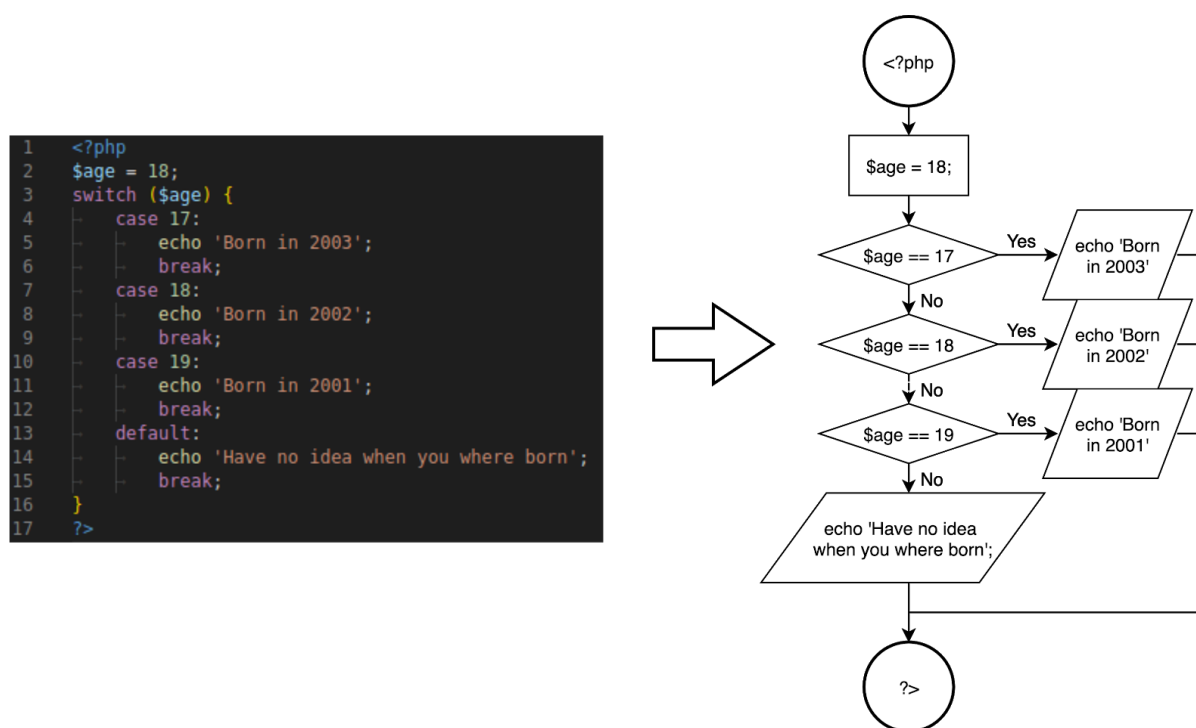 1 <?php
2 $age = 18;
3 switch ($age) {
4 case 17:
5 echo 'Born in 2003';
6 break;
7 case 18:
8 echo 'Born in 2002';
9 break;
10 case 19:
11 echo 'Born in 2001';
12 break;
13 default:
14 echo 'Have no idea when you where born';
15 break;
16 }
17 ?>
<?php
$age = 18;
$age == 17
Yes
echo 'Born
in 2003'
No
$age == 18
Yes
echo 'Born
in 2002'
No
$age == 19
Yes
echo 'Born
in 2001'
No
echo 'Have no idea
when you where born';
?>